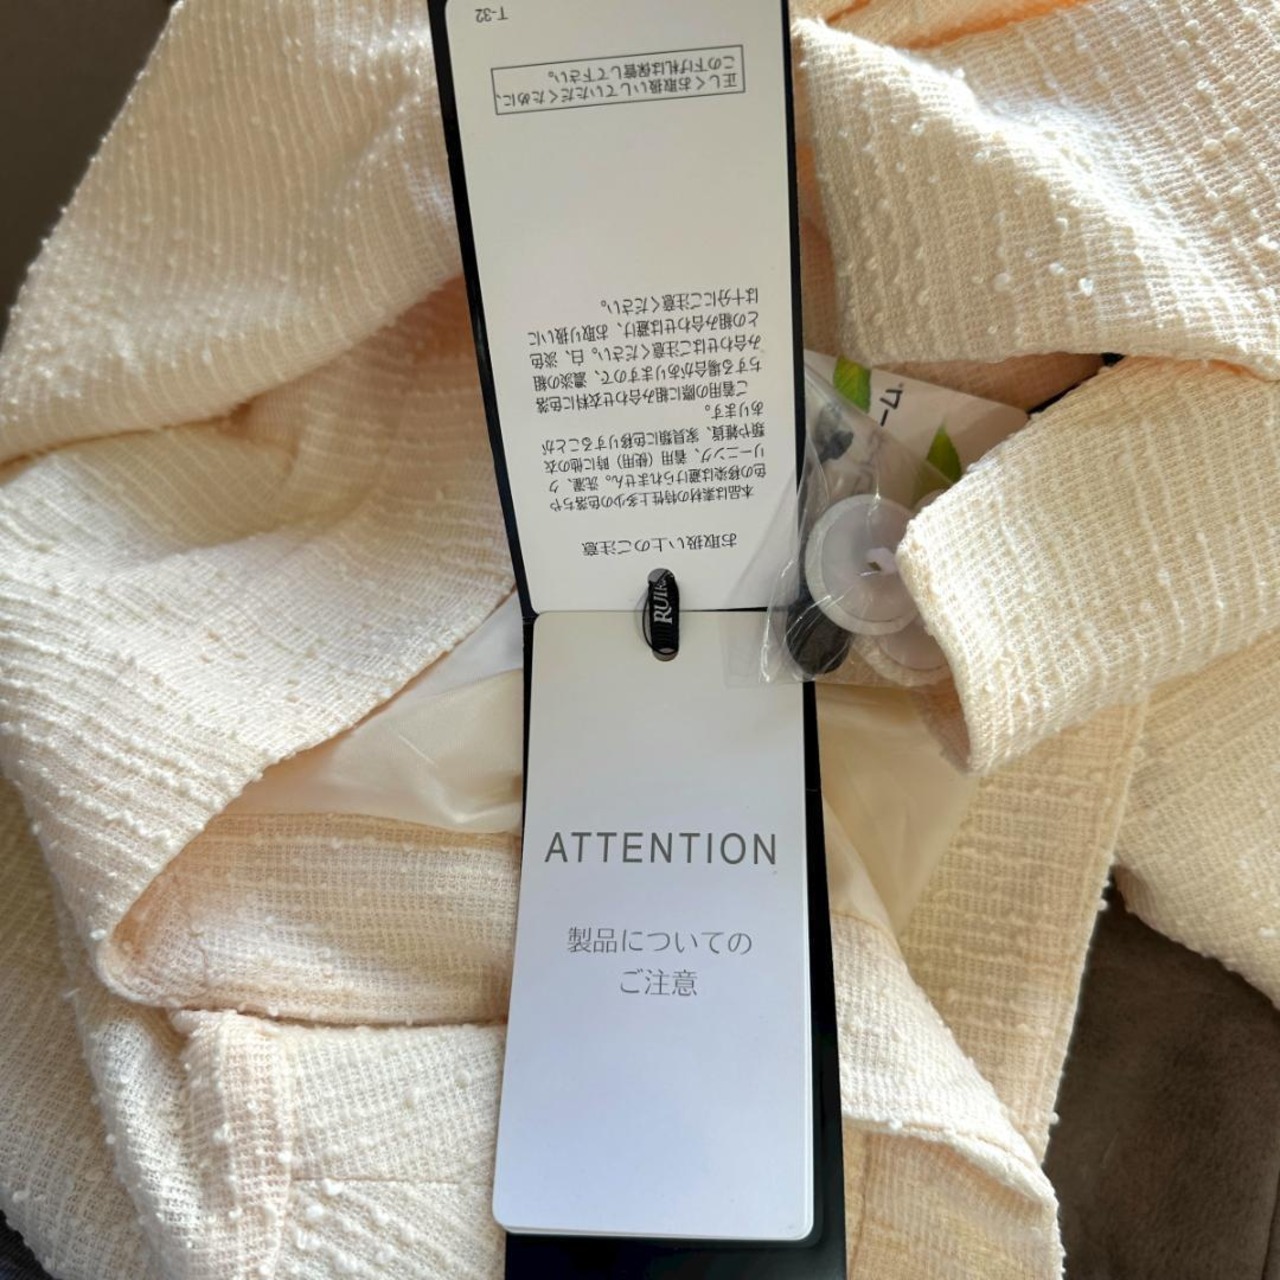 お取扱い上のご注意
本品は素材の特性上多少の色落ちや
色の移染は避けられません。洗濯、ク
リーニング、着用（使用）時に他の衣
類や雑貨、家具類に色移りすることが
あります。
ご着用の際に組み合わせ衣料に色落
ちする場合がありますので、濃淡の組
み合わせはご注意ください。白、淡色
との組み合わせは避け、お取り扱いに
は十分にご注意ください。
正しくお取扱いしていただくために、
この下げ札は保管して下さい。
T-32
ATTENTION
製品についての
ご注意